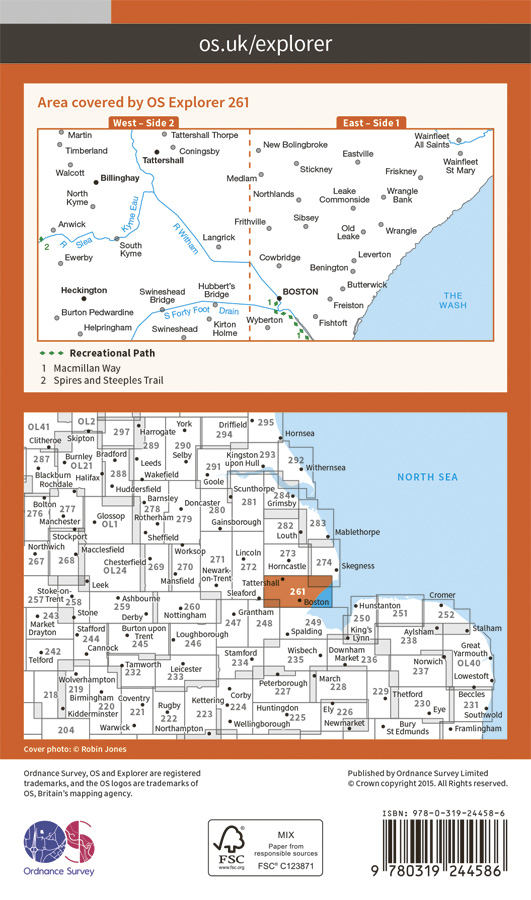 os.uk/explorer
Area covered by OS Explorer 261
West – Side 2
East – Side 1
Martin
Timberland
Walcott
Billinghay
North
Kyme
Anwick
2
R Slea
Ewerby
Heckington
Burton Pedwardine
Helpringham
Tattershall Thorpe
Coningsby
Tattershall
Kyme Eau
South
Kyme
R Witham
Langrick
Swineshead
Bridge
Hubbert's
Bridge
S Forty Foot Drain
Swineshead
Kirton
Holme
New Bolingbroke
Medlam
Stickney
Eastville
Wainfleet
All Saints
Wainfleet
St Mary
Friskney
Northlands
Lake
Commonside
Wrangle
Bank
Frithville
Sibsey
Old
Leake
Wrangle
Cowbridge
Leverton
Benington
Butterwick
BOSTON
1
Freiston
Wyberton
Fishtoft
1
THE
WASH
Recreational Path
1 Macmillan Way
2 Spires and Steeples Trail
OL41
OL2
Clitheroe
Skipton
297
Harrogate
York
Driffield
294
295
Hornsea
287
Burnley
OL21
Bradford
289
Leeds
290
Selby
Kingston
upon Hull
293
292
Withernsea
Blackburn
Rochdale
Halifax
288
Wakefield
291
Goole
NORTH SEA
Huddersfield
Scunthorpe
281
284
Grimsby
Bolton
276
277
Manchester
Barnsley
278
Doncaster
280
Glossop
OL1
Rotherham
279
Gainsborough
282
Louth
283
Mablethorpe
Stockport
Sheffield
Northwich
267
268
Macclesfield
Chesterfield
OL24
269
Worksop
270
Mansfield
271
Newark-
on-Trent
Lincoln
272
273
Horncastle
274
Skegness
Leek
Tattershall
261
Boston
Stoke-on-
Trent
257
258
Ashbourne
259
Derby
260
Nottingham
Sleaford
Grantham
247
248
249
Spalding
Hunstanton
250
King's
Lynn
251
Cromer
252
243
Market
Drayton
Stone
Stafford
244
Burton upon
Trent
245
Loughborough
246
Aylsham
238
Stalham
242
Telford
Cannock
Tamworth
232
Leicester
233
Stamford
234
Wisbech
235
Downham
Market
236
Norwich
237
Great
Yarmouth
OL40
Wolverhampton
219
Birmingham
220
Coventry
221
Peterborough
227
March
228
Lowestoft
218
Kidderminster
Rugby
222
Kettering
223
Corby
224
Huntingdon
225
Ely
226
229
Thetford
230
Eye
Beccles
231
Southwold
204
Warwick
Northampton
Wellingborough
Newmarket
Bury
St Edmunds
Framlingham
Cover photo: © Robin Jones
Ordnance Survey, OS and Explorer are registered
trademarks, and the OS logos are trademarks of
OS, Britain's mapping agency.
Published by Ordnance Survey Limited
© Crown copyright 2015. All Rights Reserved.
OS
Ordnance Survey
FSC
www.fsc.org
MIX
Paper from
responsible sources
FSC® C123871
ISBN: 978-0-319-24458-6
9 780319 244586